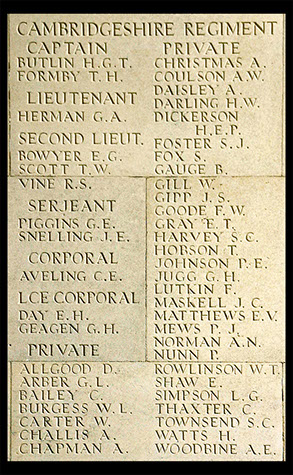 CAMBRIDGESHIRE REGIMENT
CAPTAIN
BUTLIN H.G.T.
FORMBY T.H.
LIEUTENANT
HERMAN G.A.
SECOND LIEUT.
BOWYER E.G.
SCOTT T.W.
VINE R.S.
SERJEANT
PIGGINS G.E.
SNELLING J.E.
CORPORAL
AVELING C.E.
LCE CORPORAL
DAY E.H.
GEAGEN G.H.
PRIVATE
ALLGOOD D.
ARBER G.L.
BAILEY C.
BURGESS W.L.
CARTER W.
CHALLIS A.
CHAPMAN A.
PRIVATE
CHRISTMAS A.
COULSON A.W.
DAISLEY A.
DARLING H.W.
DICKERSON
H.E.P.
FOSTER S.J.
FOX S.
GAUGE B.
GILL W.
GIPP J.S.
GOODE F.W.
GRAY E.T.
HARVEY S.C.
HOBSON T.
JOHNSON P.E.
JUGG G.H.
LUTKIN F.
MASKELL J.C.
MATTHEWS E.V.
MEWS P.J.
NORMAN A.N.
NUNN P.
ROWLINSON W.T.
SHAW E.
SIMPSON L.G.
THAXTER C.
TOWNSEND S.C.
WATTS H.
WOODBINE A.E.